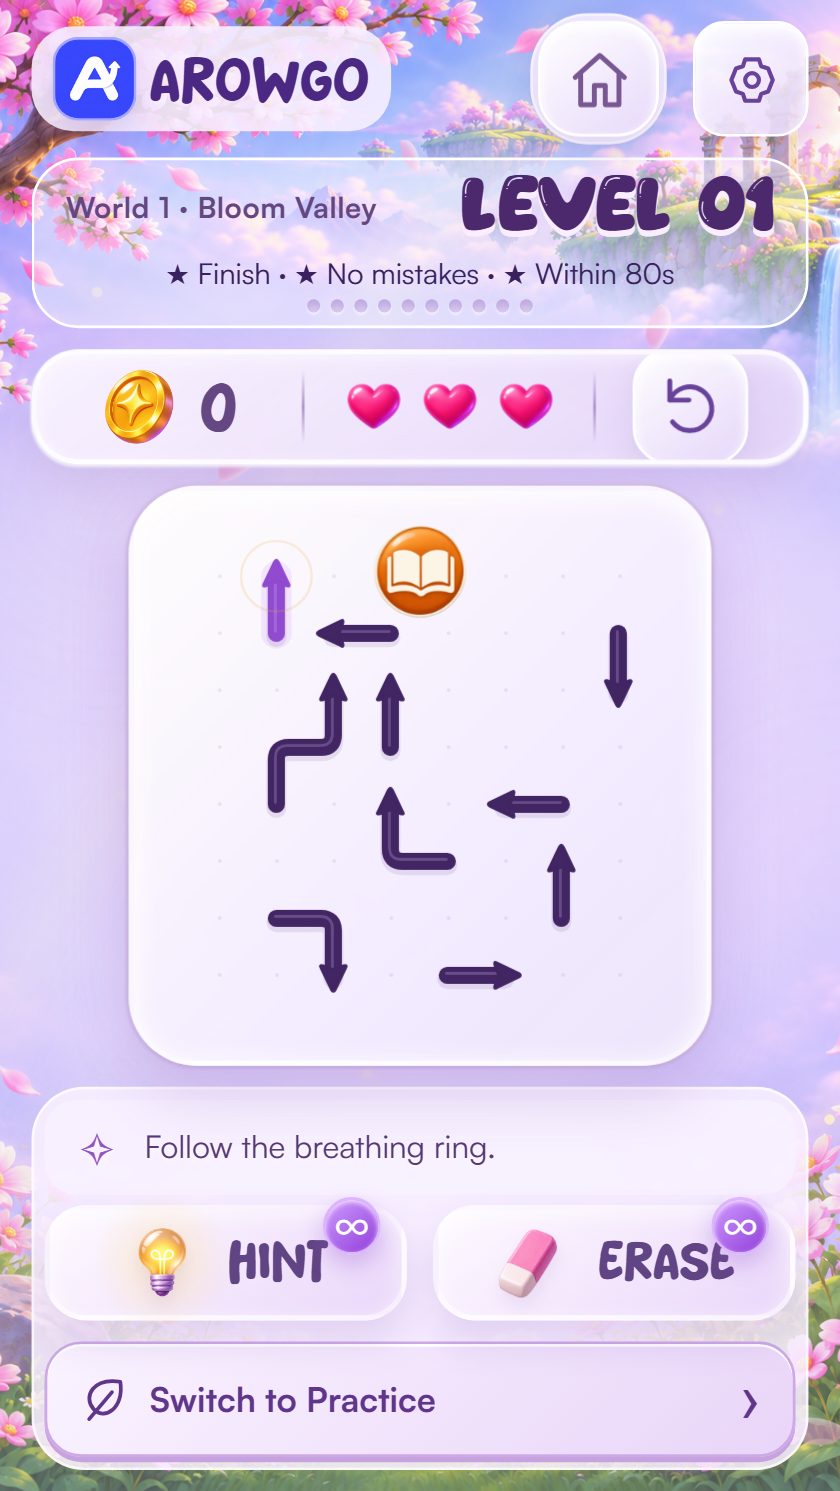 AROWGO
World 1 · Bloom Valley
LEVEL 01
★ Finish · ★ No mistakes · ★ Within 80s
0
Follow the breathing ring.
HINT ∞
ERASE ∞
Switch to Practice ›